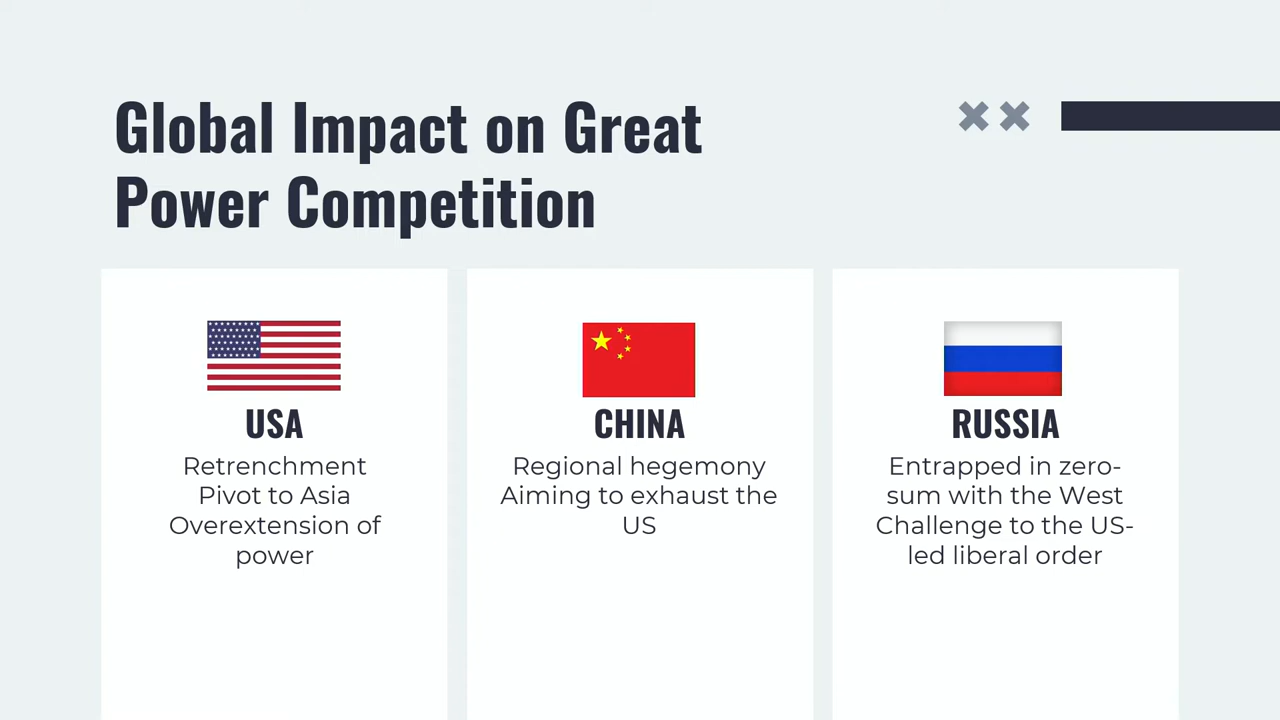 Global Impact on Great
Power Competition
USA
Retrenchment
Pivot to Asia
Overextension of
power
CHINA
Regional hegemony
Aiming to exhaust the
US
RUSSIA
Entrapped in zero-
sum with the West
Challenge to the US-
led liberal order